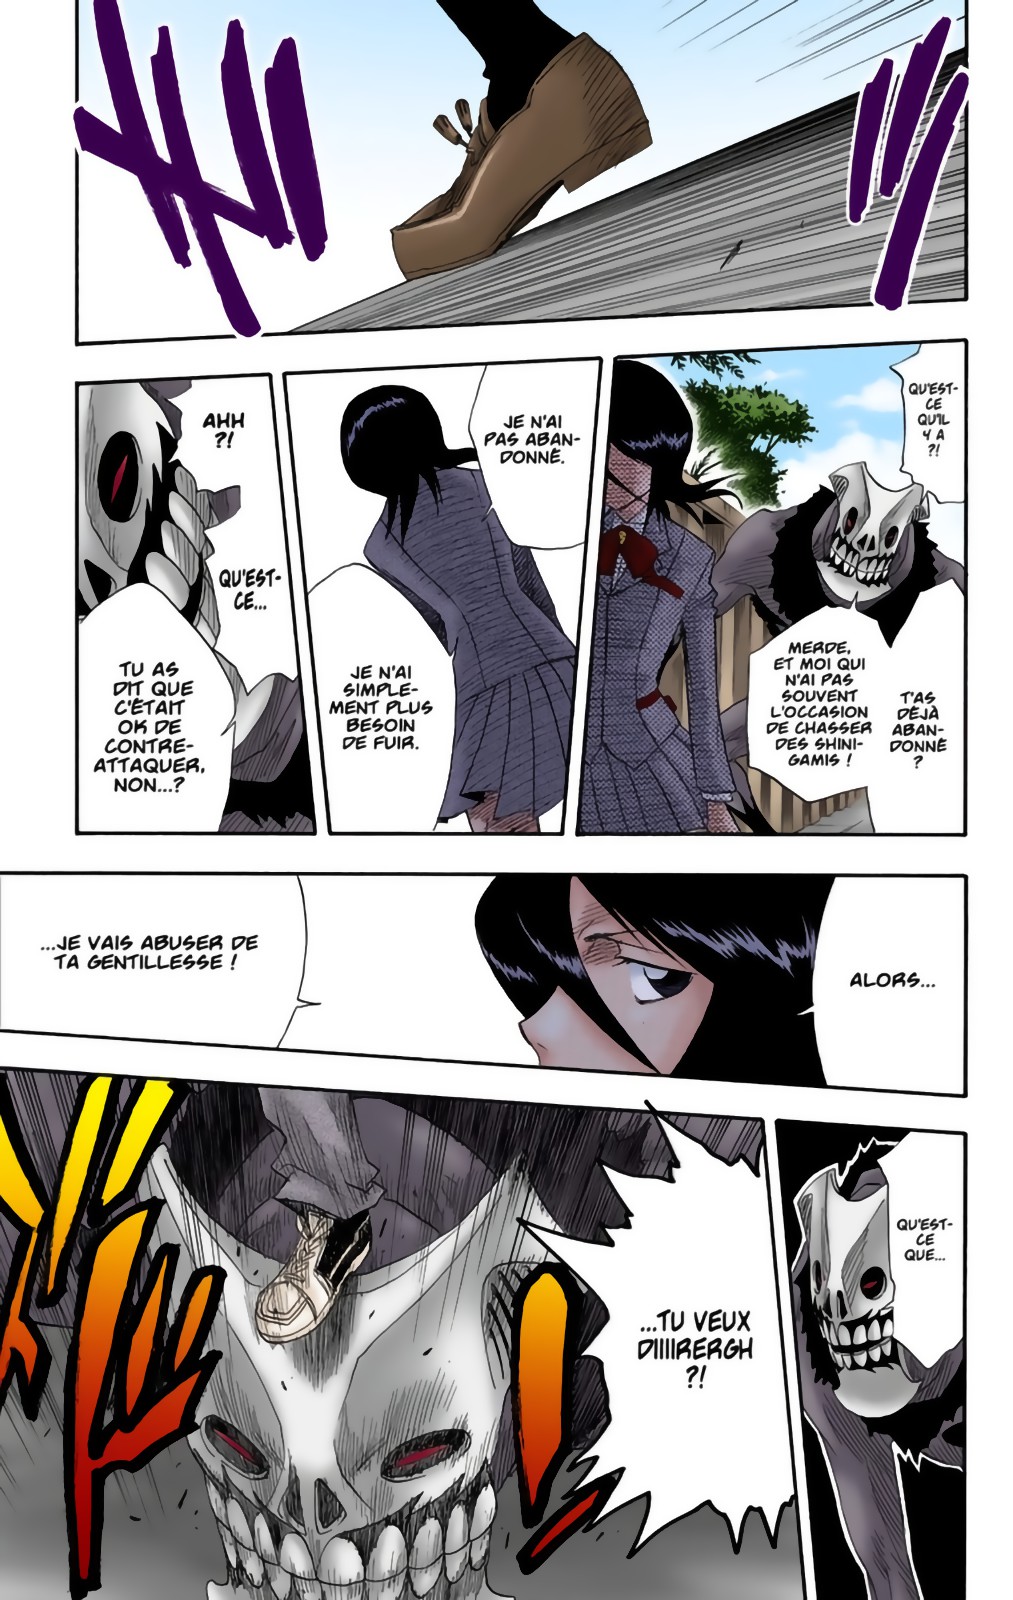 QU'EST-
CE
QU'IL
Y A
?!
T'AS
DÉJÀ
ABAN-
DONNÉ
?
MERDE,
ET MOI QUI
N'AI PAS
SOUVENT
L'OCCASION
DE CHASSER
DES SHINI-
GAMIS !
JE N'AI
PAS ABAN-
DONNÉ.
JE N'AI
SIMPLE-
MENT PLUS
BESOIN
DE FUIR.
AHH
?!
QU'EST-
CE...
TU AS
DIT QUE
C'ÉTAIT
OK DE
CONTRE-
ATTAQUER,
NON...?
ALORS...
...JE VAIS ABUSER DE
TA GENTILLESSE !
QU'EST-
CE
QUE...
...TU VEUX
DIIIIRERGH
?!